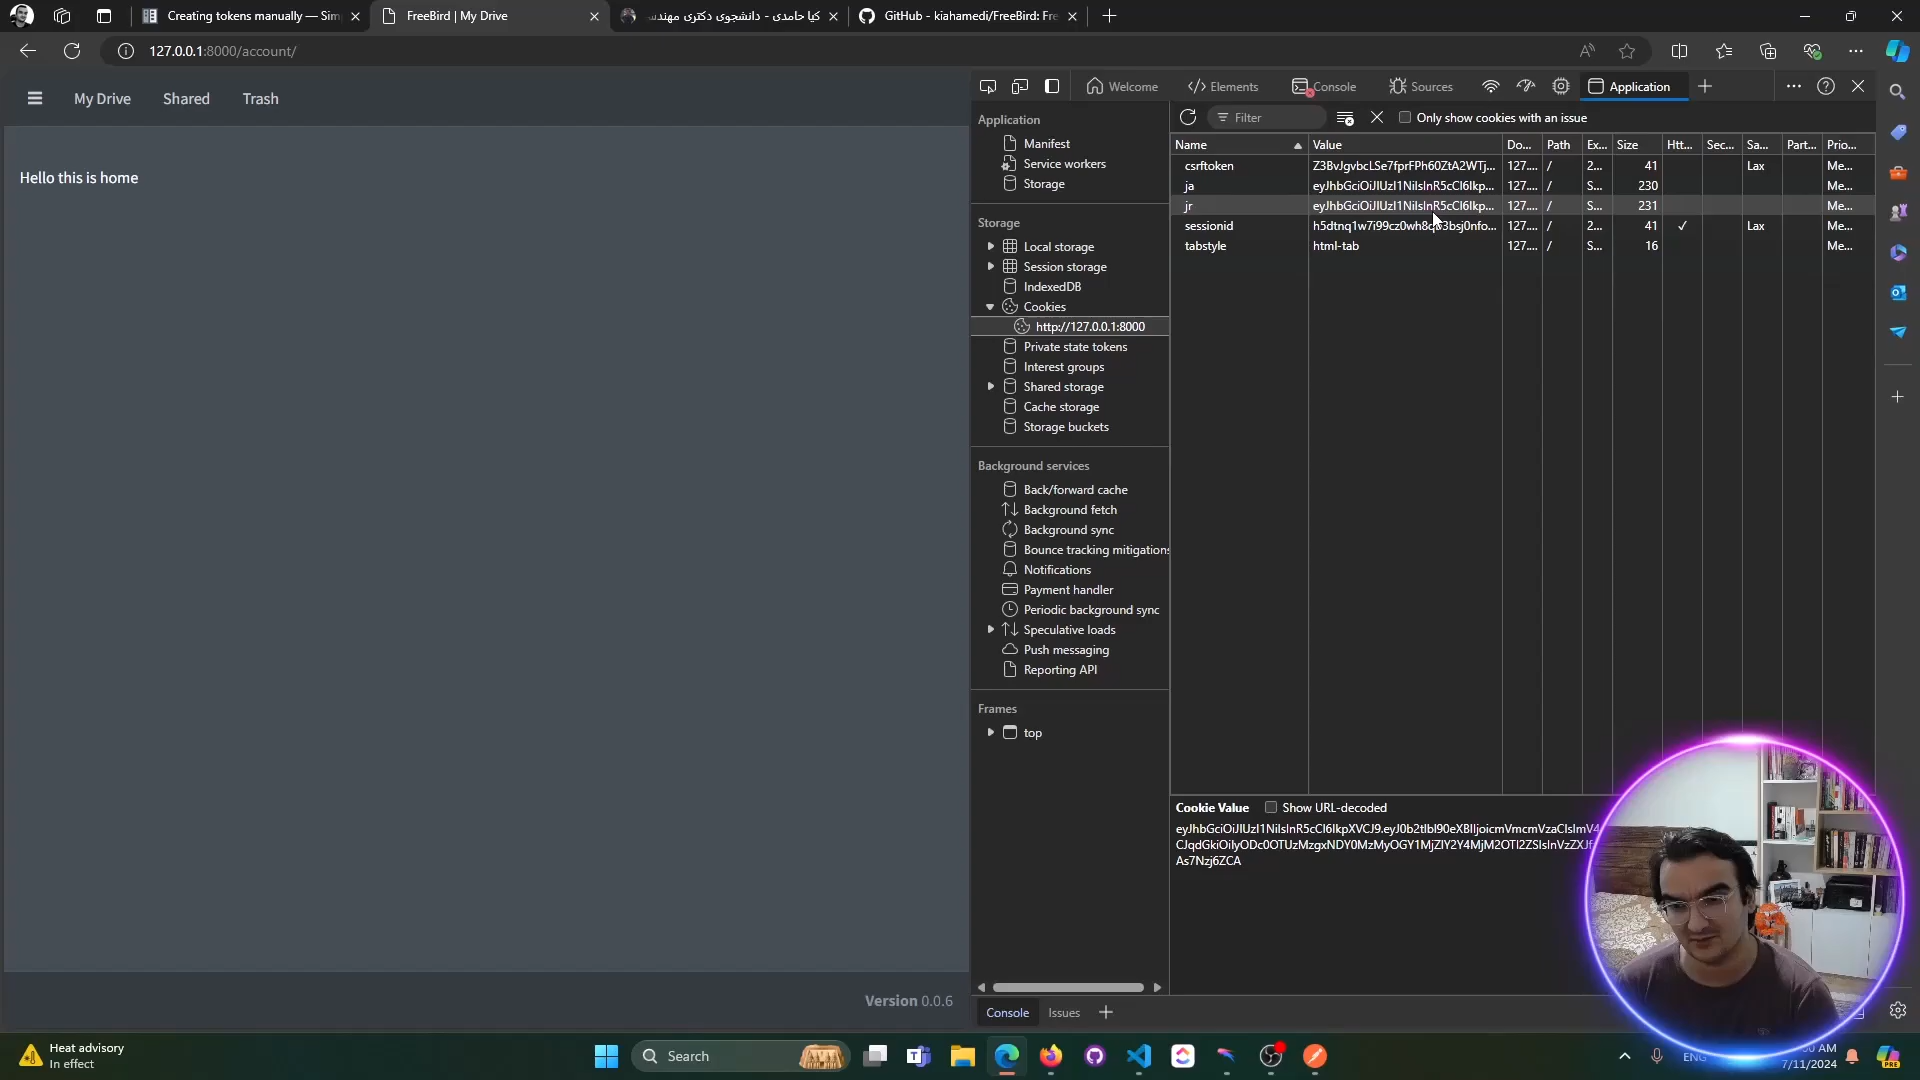 Creating tokens manually — Sim
FreeBird | My Drive
کیا حامدی - دانشجوی دکتری مهندسی
GitHub - kiahamedi/FreeBird: Fre
127.0.0.1:8000/account/
My Drive
Shared
Trash
Hello this is home
Version 0.0.6
Welcome
Elements
Console
Sources
Application
Filter
Only show cookies with an issue
Application
Manifest
Service workers
Storage
Storage
Local storage
Session storage
IndexedDB
Cookies
http://127.0.0.1:8000
Private state tokens
Interest groups
Shared storage
Cache storage
Storage buckets
Background services
Back/forward cache
Background fetch
Background sync
Bounce tracking mitigations
Notifications
Payment handler
Periodic background sync
Speculative loads
Push messaging
Reporting API
Frames
top
Name Value Do... Path Ex... Size Htt... Sec... Sa... Part... Prio...
csrftoken 127.... / 2... 41 Lax Me...
ja eyJhbGciOiJIUzI1NiIsInR5cCI6Ikp... 127.... / S... 230 Me...
jr eyJhbGciOiJIUzI1NiIsInR5cCI6Ikp... 127.... / S... 231 Me...
sessionid 127.... / 2... 41 ✓ Lax Me...
tabstyle html-tab 127.... / S... 16 Me...
Cookie Value Show URL-decoded
As7Nzj6ZCA
Console Issues
Heat advisory
In effect
Search
ENG
AM
7/11/2024